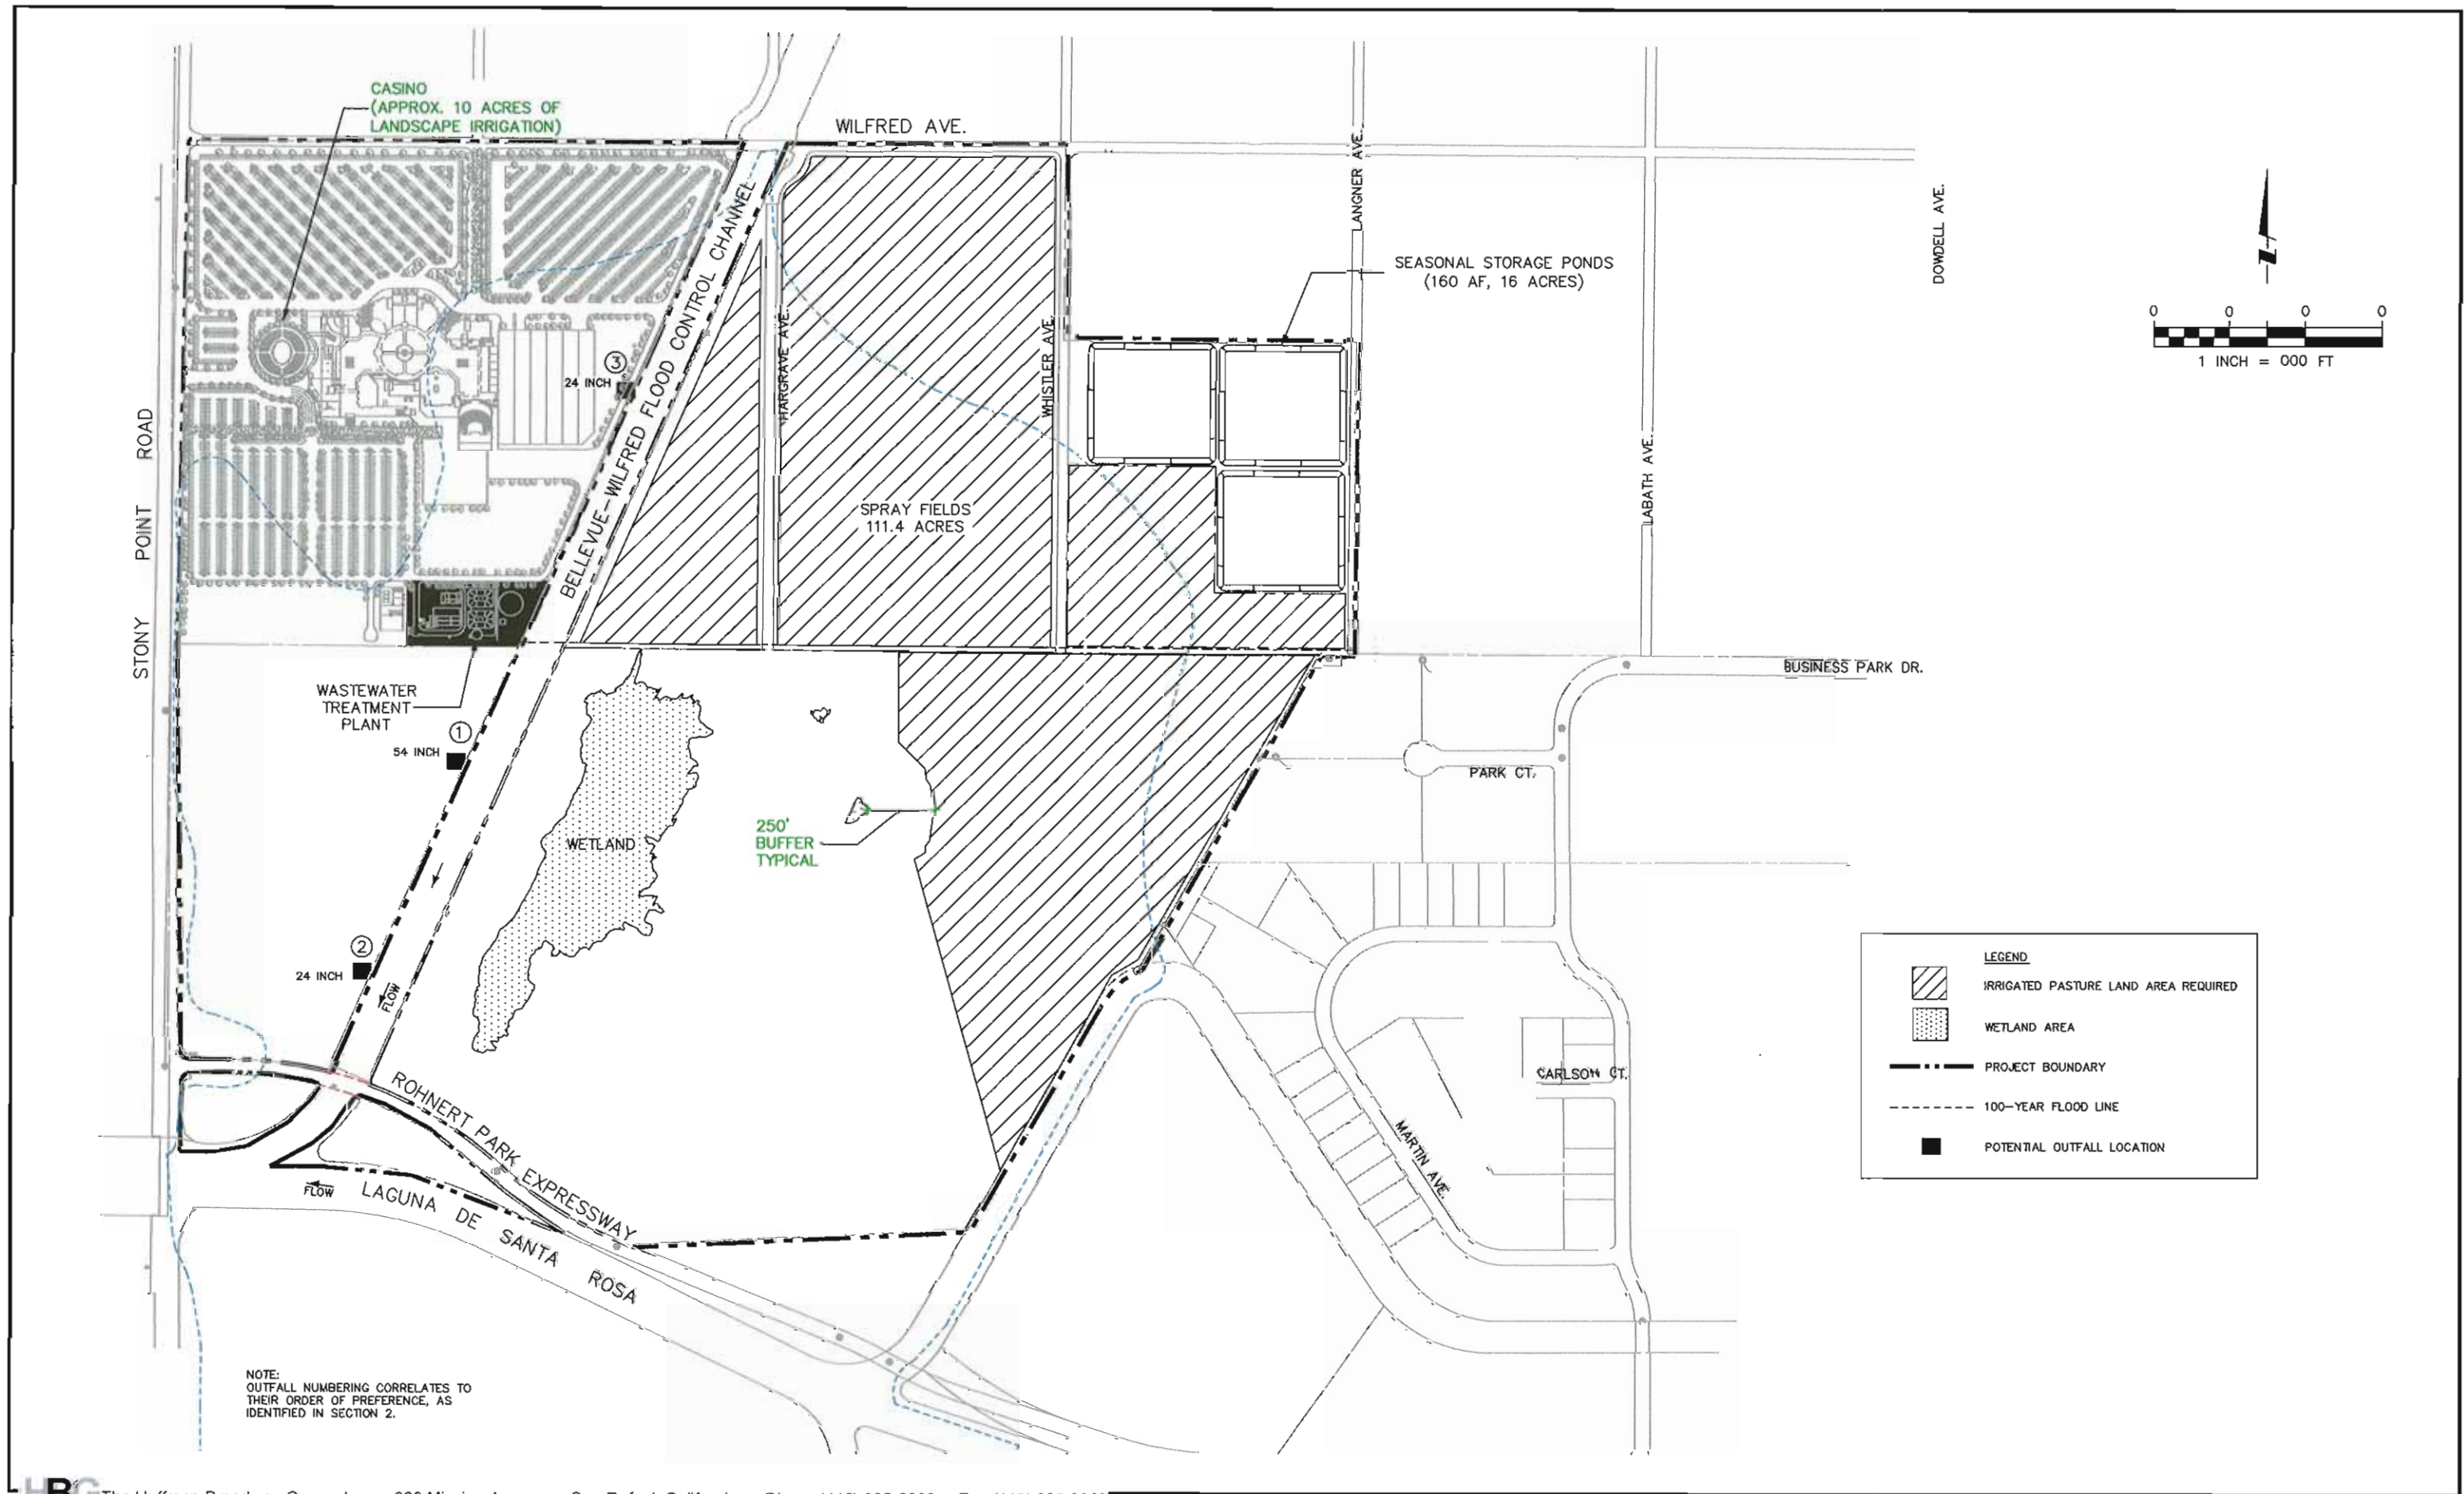 CASINO
(APPROX. 10 ACRES OF
LANDSCAPE IRRIGATION)
WILFRED AVE.
LANGNER AVE.
DOWDELL AVE.
SEASONAL STORAGE PONDS
(160 AF, 16 ACRES)
0 0 0 0
1 INCH = 000 FT
BELLEVUE-WILFRED FLOOD CONTROL CHANNEL
HARGRAVE AVE.
WHISTLER AVE.
3
24 INCH
STONY POINT ROAD
LABATH AVE.
SPRAY FIELDS
111.4 ACRES
BUSINESS PARK DR.
WASTEWATER
TREATMENT
PLANT
1
54 INCH
PARK CT.
250'
BUFFER
TYPICAL
WETLAND
2
24 INCH
FLOW
LEGEND
IRRIGATED PASTURE LAND AREA REQUIRED
WETLAND AREA
PROJECT BOUNDARY
100-YEAR FLOOD LINE
POTENTIAL OUTFALL LOCATION
ROHNERT PARK EXPRESSWAY
CARLSON CT.
MARTIN AVE.
FLOW
LAGUNA DE SANTA ROSA
NOTE:
OUTFALL NUMBERING CORRELATES TO
THEIR ORDER OF PREFERENCE, AS
IDENTIFIED IN SECTION 2.
HBG